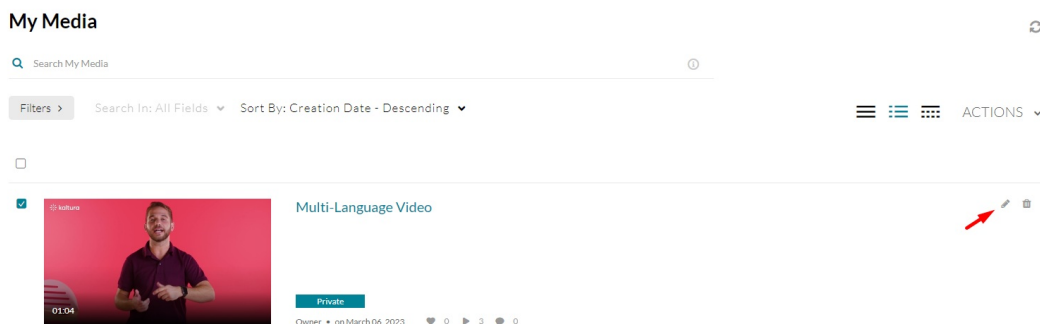 My Media
Search My Media
Filters >
Search In: All Fields
Sort By: Creation Date - Descending
ACTIONS
kaltura
Multi-Language Video
01:04
Private
Owner • on March 06, 2023 0 3 0